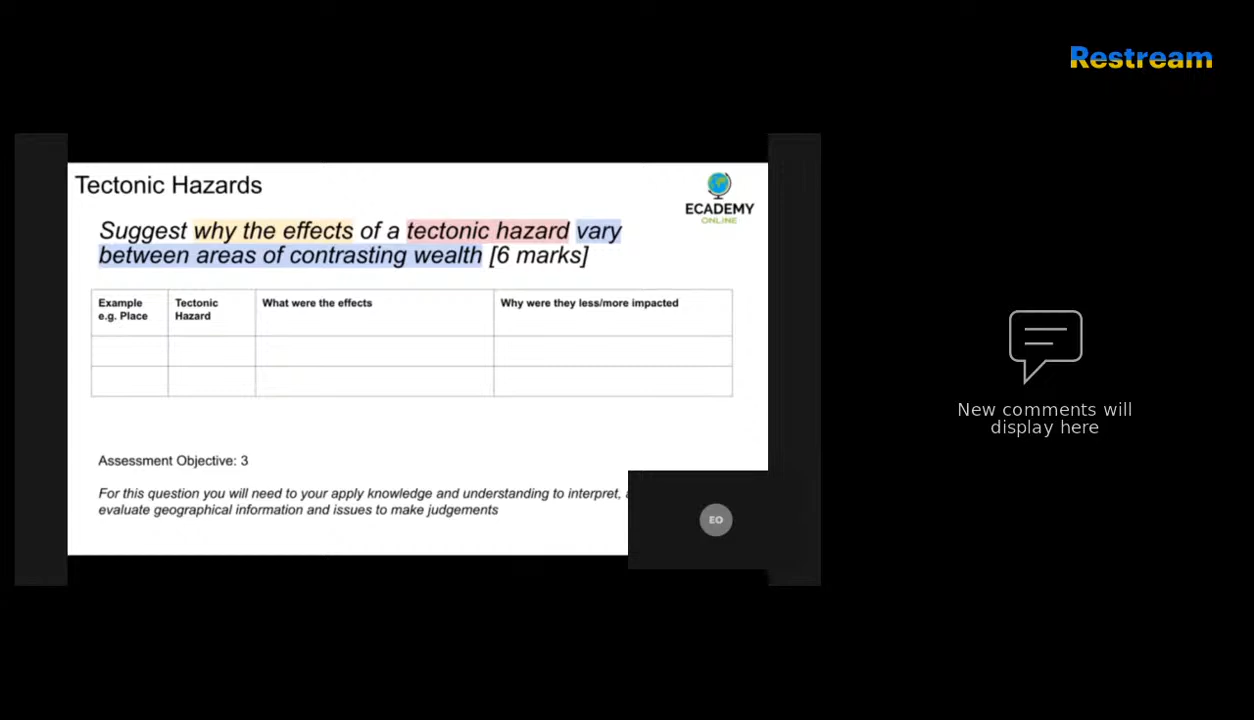 Restream
Tectonic Hazards
ECADEMY
ONLINE
Suggest why the effects of a tectonic hazard vary
between areas of contrasting wealth [6 marks]
Example
e.g. Place
Tectonic
Hazard
What were the effects
Why were they less/more impacted
New comments will
display here
Assessment Objective: 3
For this question you will need to your apply knowledge and understanding to interpret,
evaluate geographical information and issues to make judgements
EO